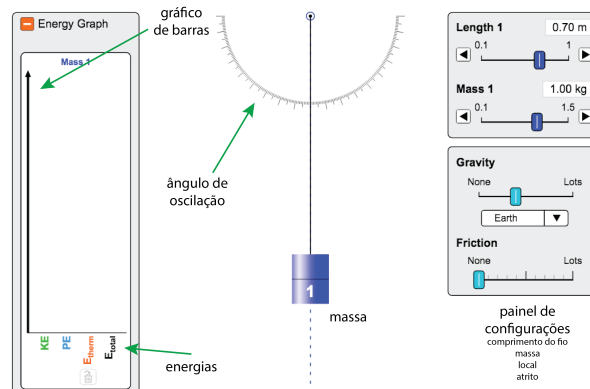 Energy Graph
Mass 1
KE
PE
Etherm
Etotal
gráfico
de barras
ângulo de
oscilação
energias
1
massa
Length 1
0.70 m
0.1
1
Mass 1
1.00 kg
0.1
1.5
Gravity
None
Lots
Earth
Friction
None
Lots
painel de
configurações
comprimento do fio
massa
local
atrito